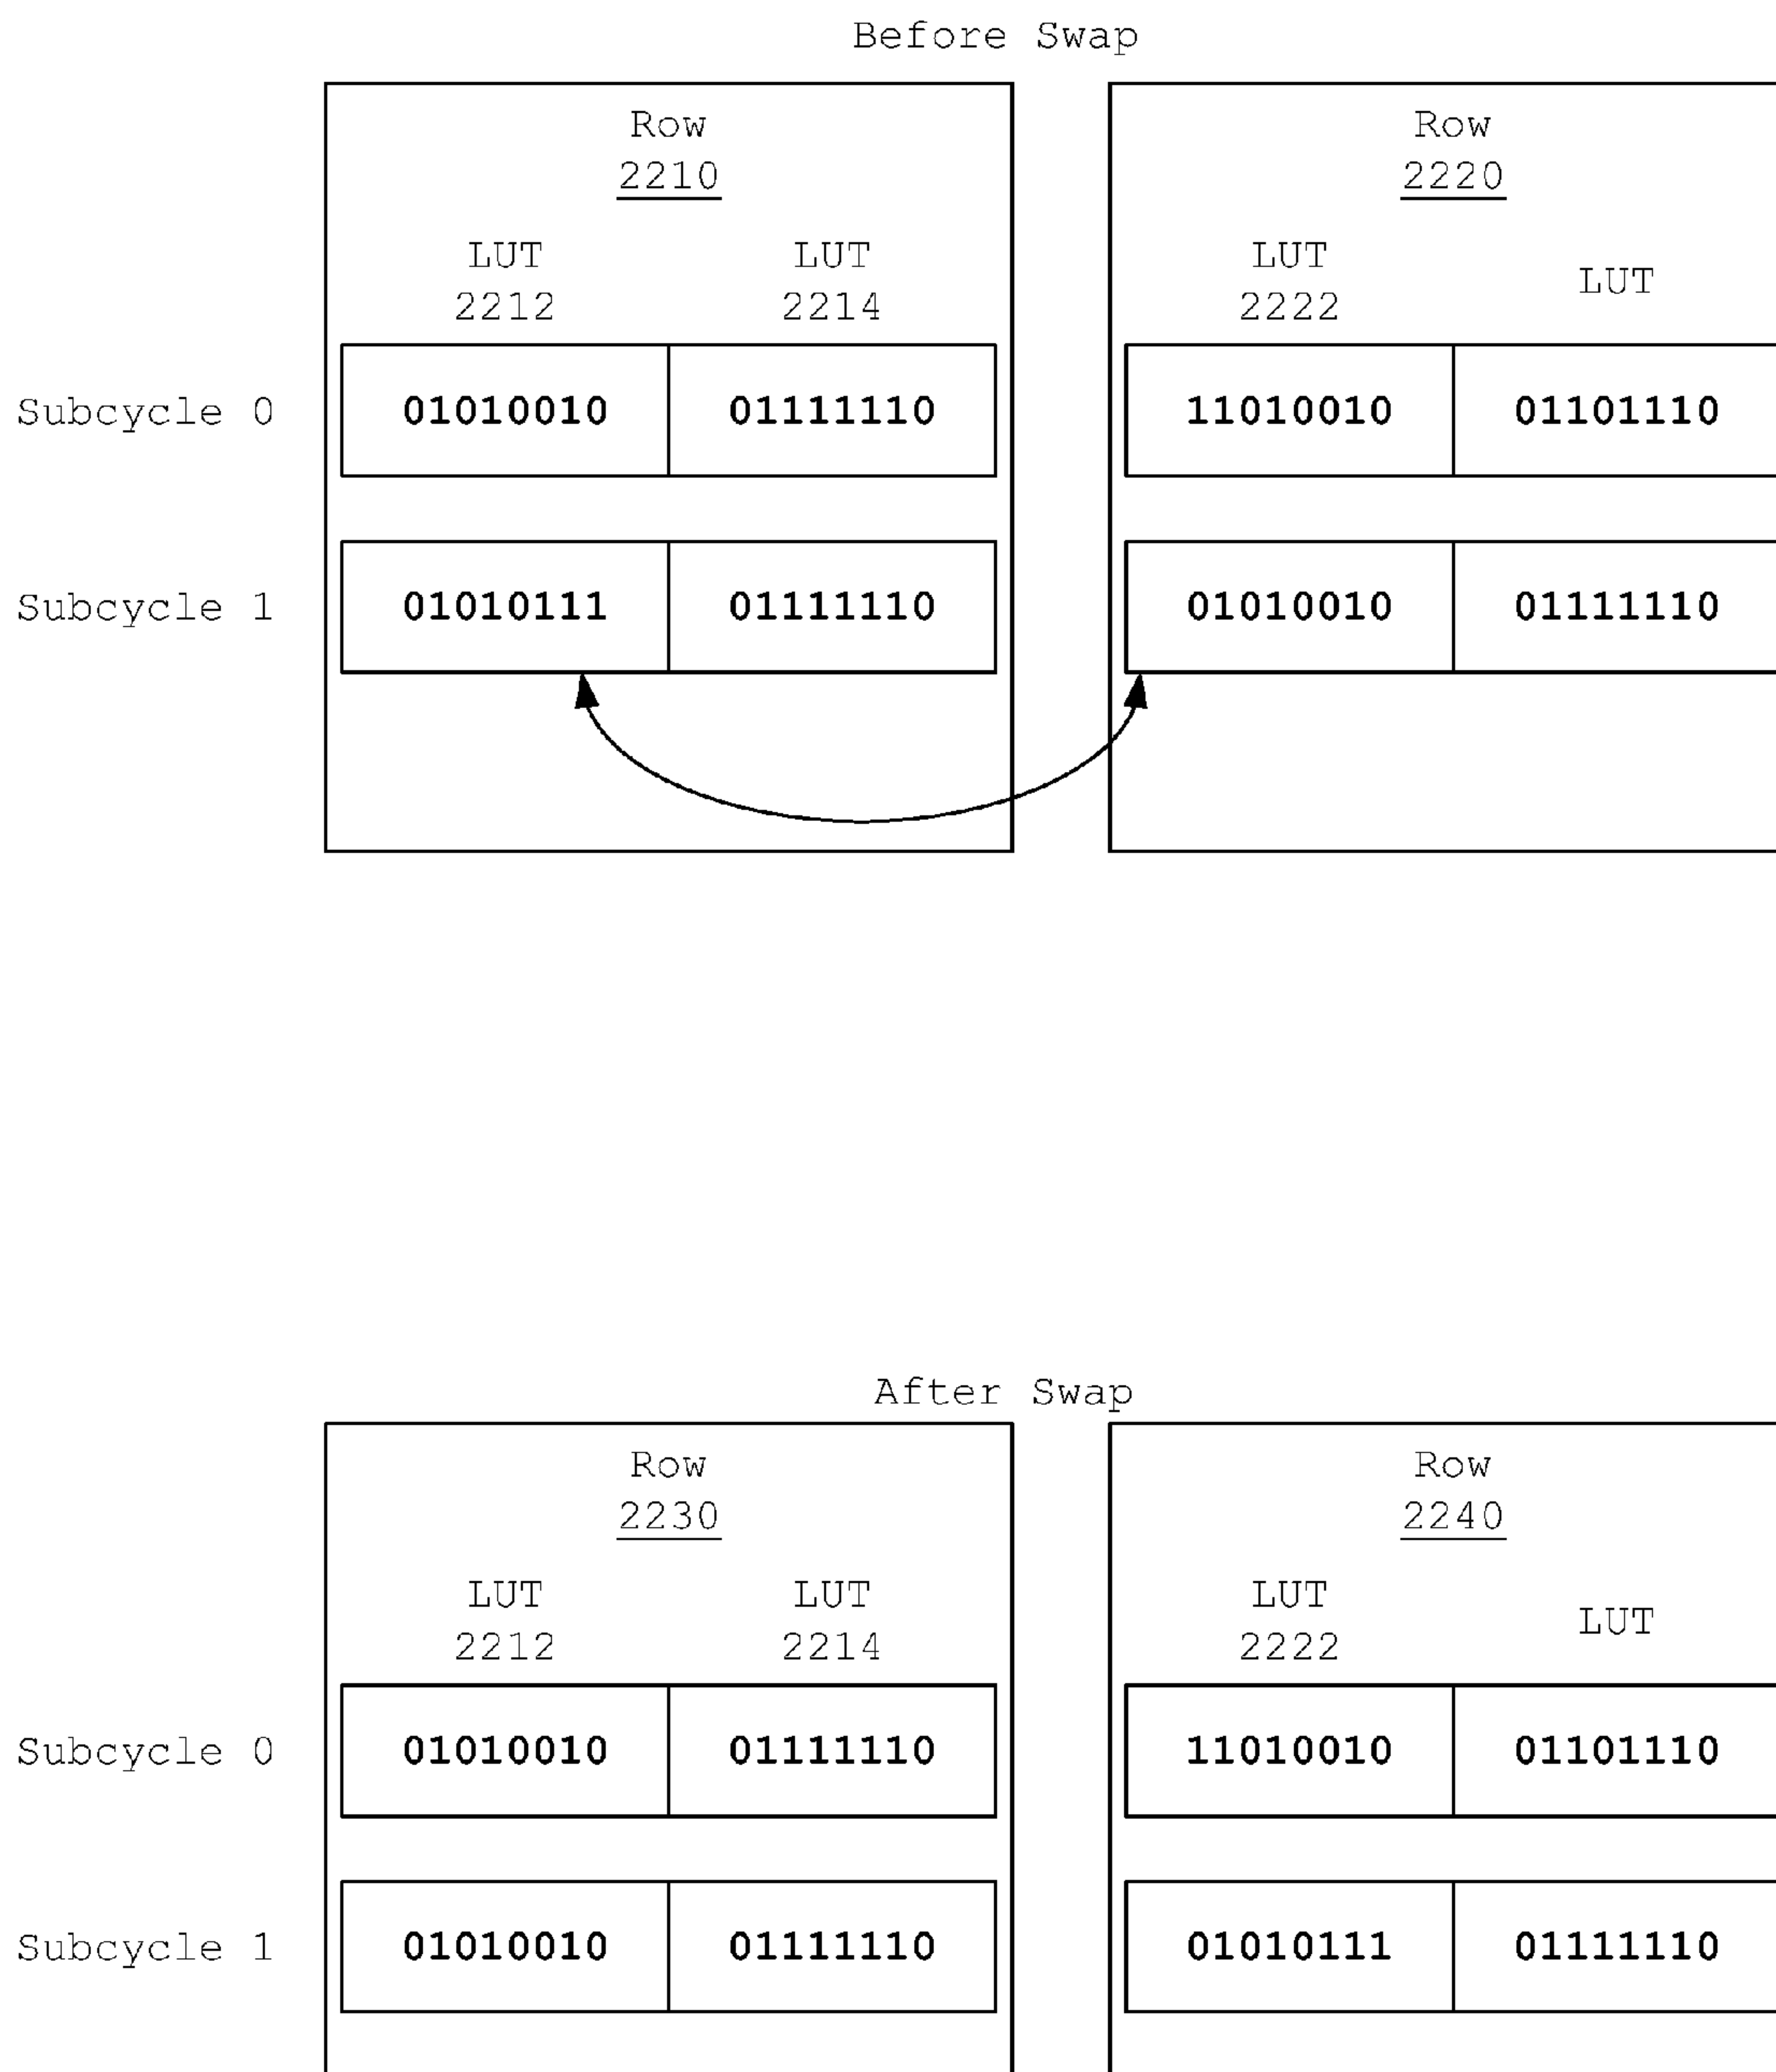 Before Swap
Row Row
2210 2220
LUT LUT LUT LUT
2212 2214 2222
Subcycle 0 01010010 01111110 11010010 01101110
Subcycle 1 01010111 01111110 01010010 01111110
After Swap
Row Row
2230 2240
LUT LUT LUT LUT
2212 2214 2222
Subcycle 0 01010010 01111110 11010010 01101110
Subcycle 1 01010010 01111110 01010111 01111110